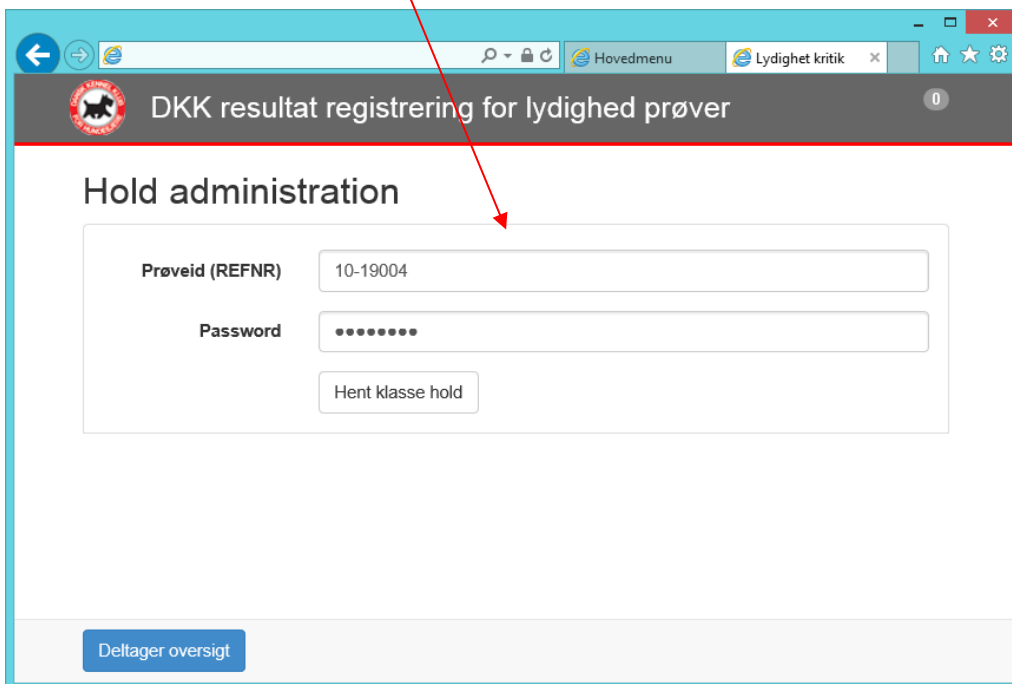 Hovedmenu
Lydighet kritik
DKK resultat registrering for lydighed prøver
0
Hold administration
Prøveid (REFNR)
10-19004
Password
••••••••
Hent klasse hold
Deltager oversigt